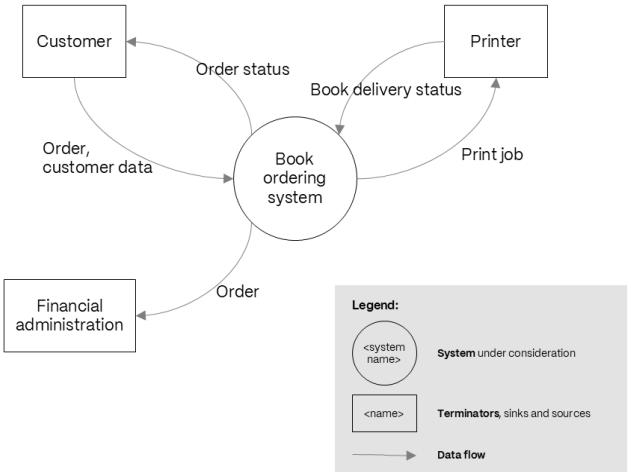 Customer
Printer
Order status
Book delivery status
Order,
customer data
Print job
Book
ordering
system
Order
Financial
administration
Legend:
<system
name>
System under consideration
<name>
Terminators, sinks and sources
Data flow